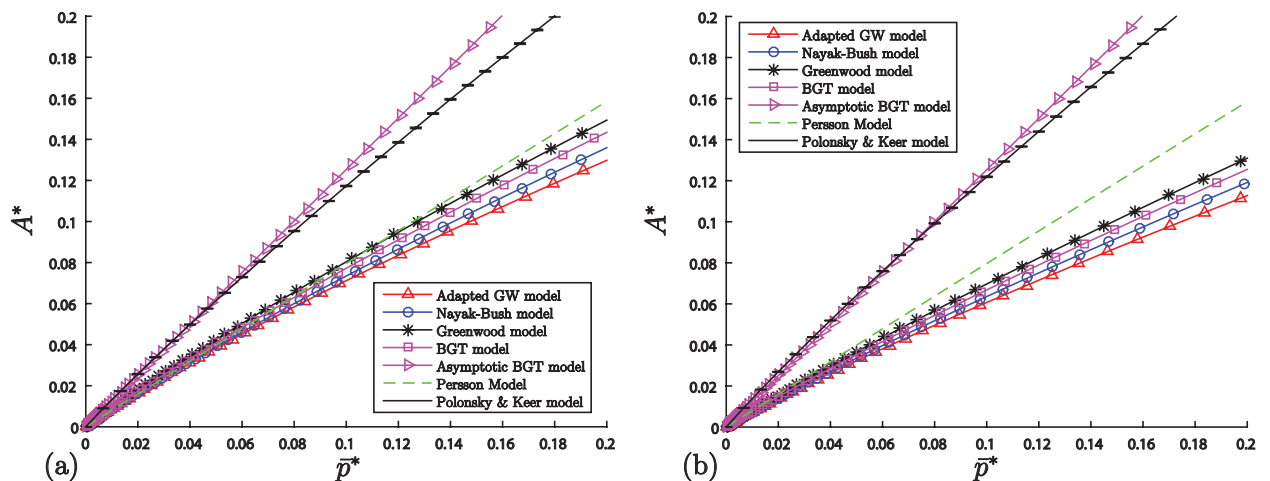 0.2
0.18
0.16
0.14
0.12
0.1
0.08
0.06
0.04
0.02
0
A*
0 0.02 0.04 0.06 0.08 0.1 0.12 0.14 0.16 0.18 0.2
p̅*
(a)
Adapted GW model
Nayak-Bush model
Greenwood model
BGT model
Asymptotic BGT model
Persson Model
Polonsky & Keer model
0.2
0.18
0.16
0.14
0.12
0.1
0.08
0.06
0.04
0.02
0
A*
Adapted GW model
Nayak-Bush model
Greenwood model
BGT model
Asymptotic BGT model
Persson Model
Polonsky & Keer model
0 0.02 0.04 0.06 0.08 0.1 0.12 0.14 0.16 0.18 0.2
p̅*
(b)